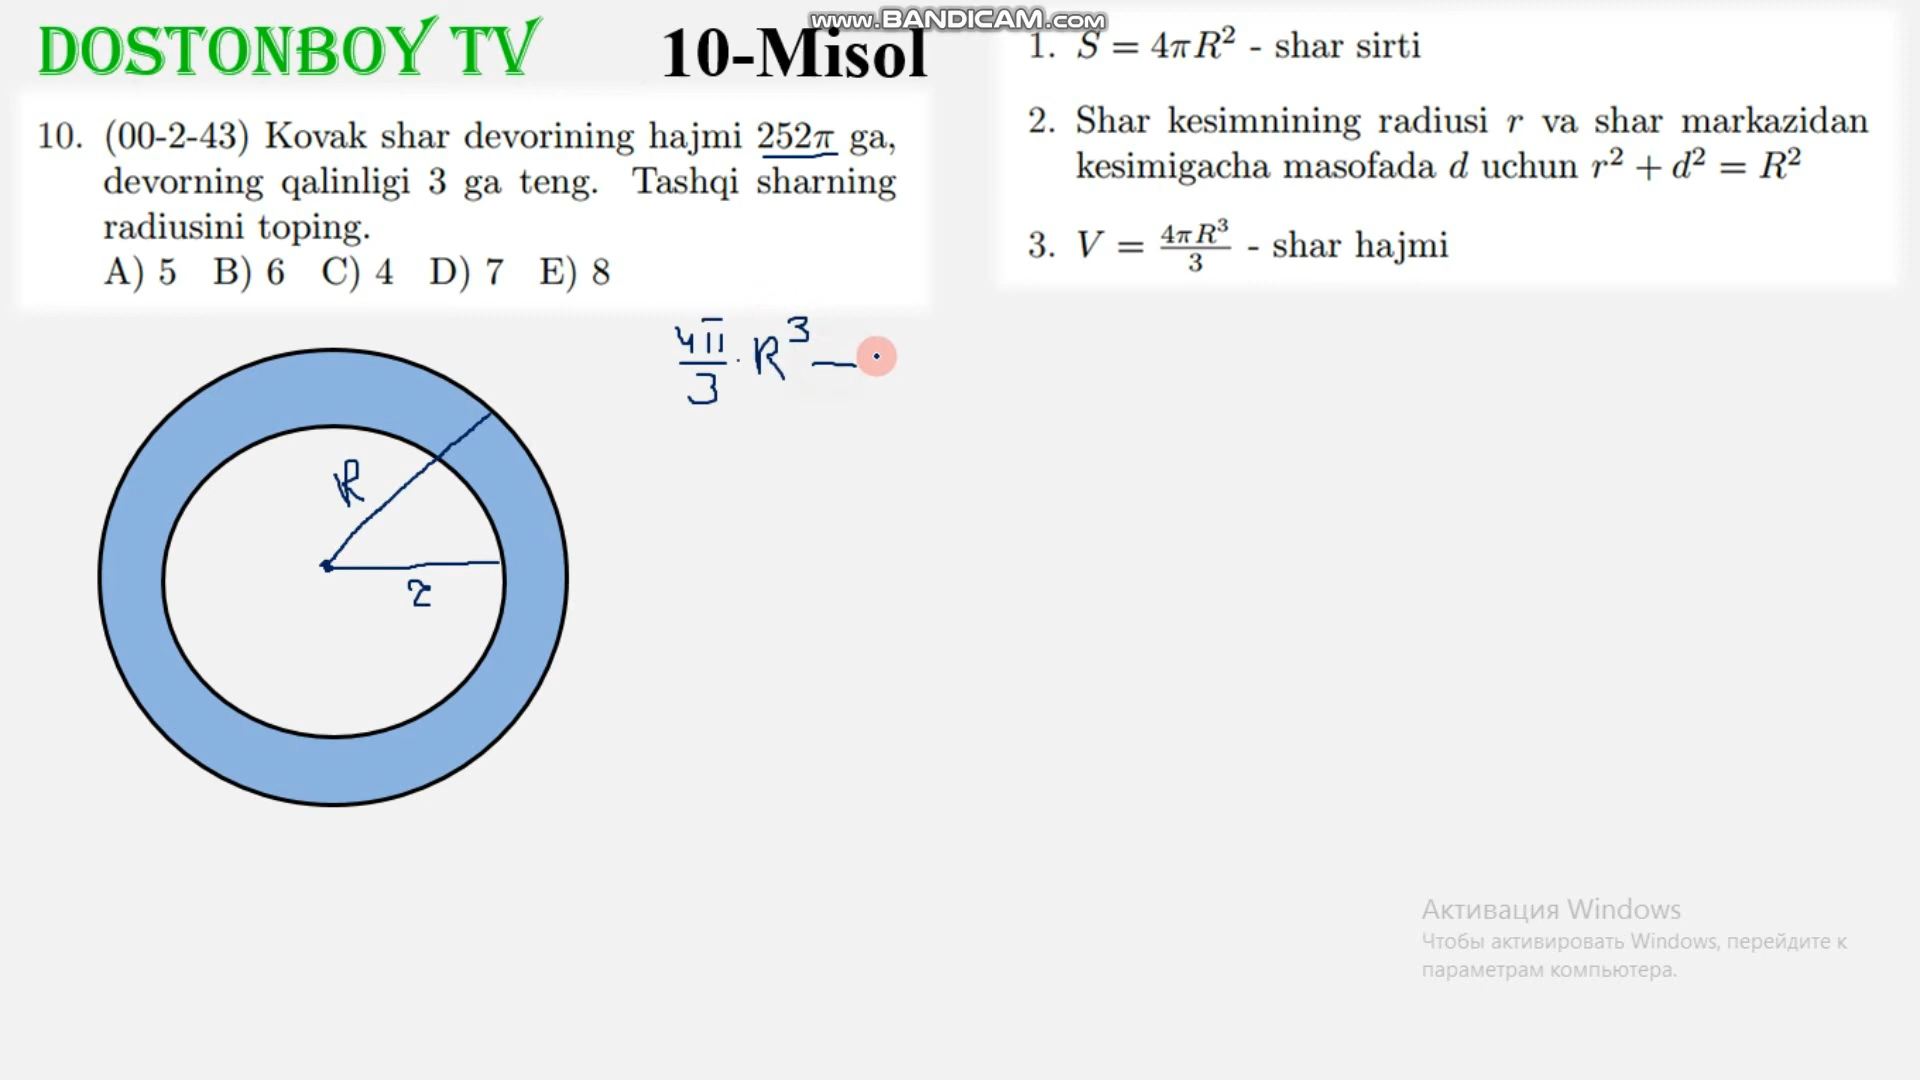 www.BANDICAM.com
DOSTONBOY TV
10-Misol
10. (00-2-43) Kovak shar devorining hajmi 252π ga,
devorning qalinligi 3 ga teng. Tashqi sharning
radiusini toping.
A) 5 B) 6 C) 4 D) 7 E) 8
1. S = 4πR² - shar sirti
2. Shar kesimnining radiusi r va shar markazidan
kesimigacha masofada d uchun r² + d² = R²
3. V = 4πR³/3 - shar hajmi
4π/3 · R³ —
R
r
Активация Windows
Чтобы активировать Windows, перейдите к
параметрам компьютера.